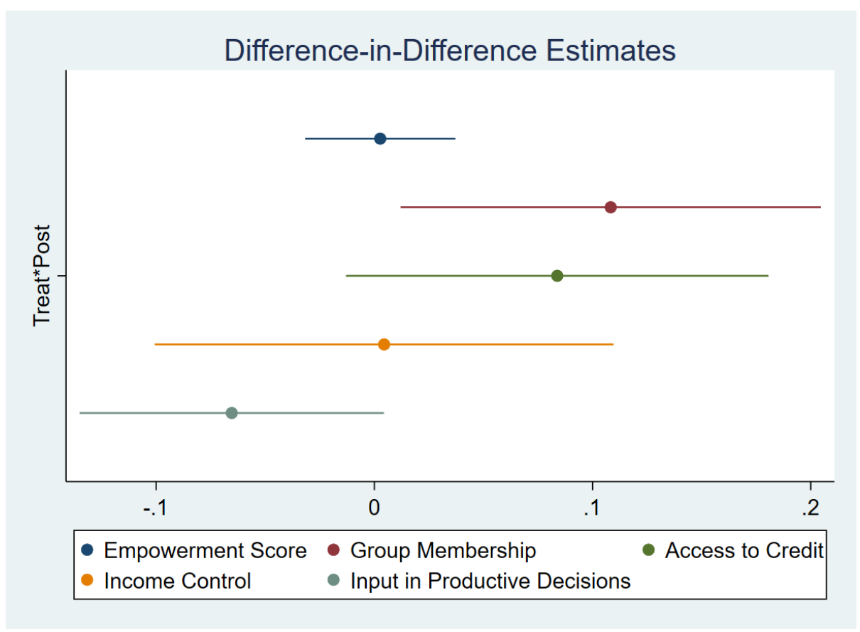 Difference-in-Difference Estimates
Treat*Post
-.1 0 .1 .2
Empowerment Score Group Membership Access to Credit
Income Control Input in Productive Decisions